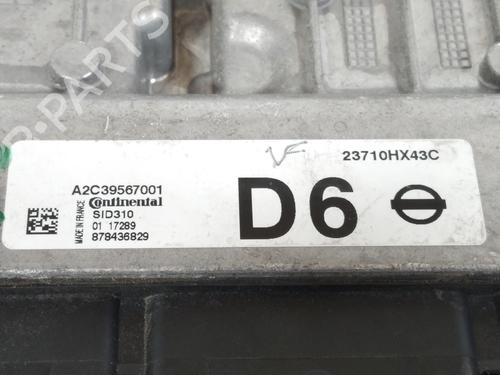 B-PARTS
VF
23710HX43C
A2C39567001
MADE IN FRANCE
Continental
SID310
01 17289
878436829
D6